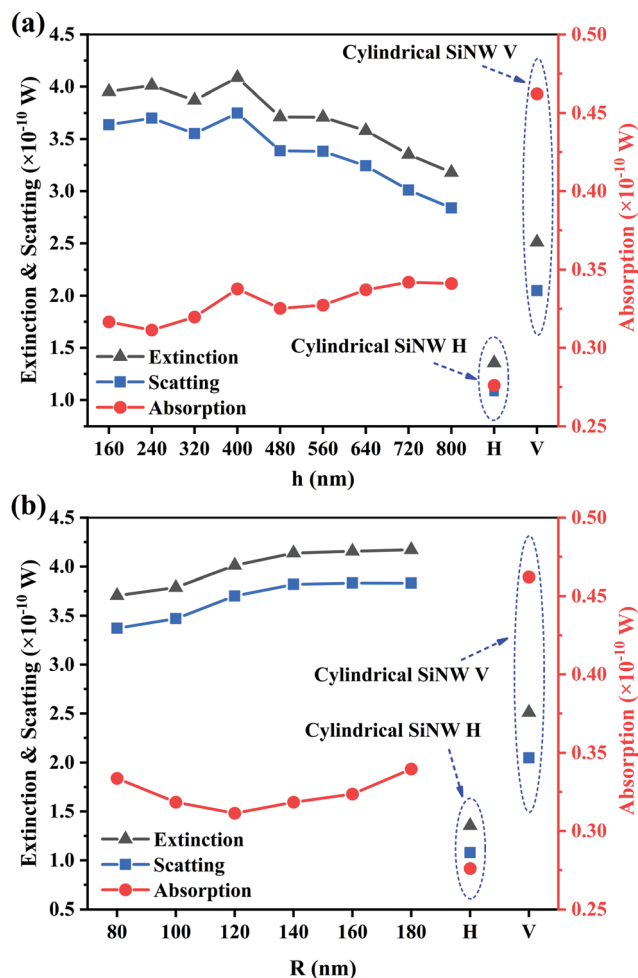 (a)
4.5
4.0
3.5
3.0
2.5
2.0
1.5
1.0
Extinction & Scatting (×10⁻¹⁰ W)
Cylindrical SiNW V
Cylindrical SiNW H
Extinction
Scatting
Absorption
0.50
0.45
0.40
0.35
0.30
0.25
Absorption (×10⁻¹⁰ W)
160 240 320 400 480 560 640 720 800 H V
h (nm)
(b)
4.5
4.0
3.5
3.0
2.5
2.0
1.5
1.0
0.5
Extinction & Scatting (×10⁻¹⁰ W)
Cylindrical SiNW V
Cylindrical SiNW H
Extinction
Scatting
Absorption
0.50
0.45
0.40
0.35
0.30
0.25
Absorption (×10⁻¹⁰ W)
80 100 120 140 160 180 H V
R (nm)